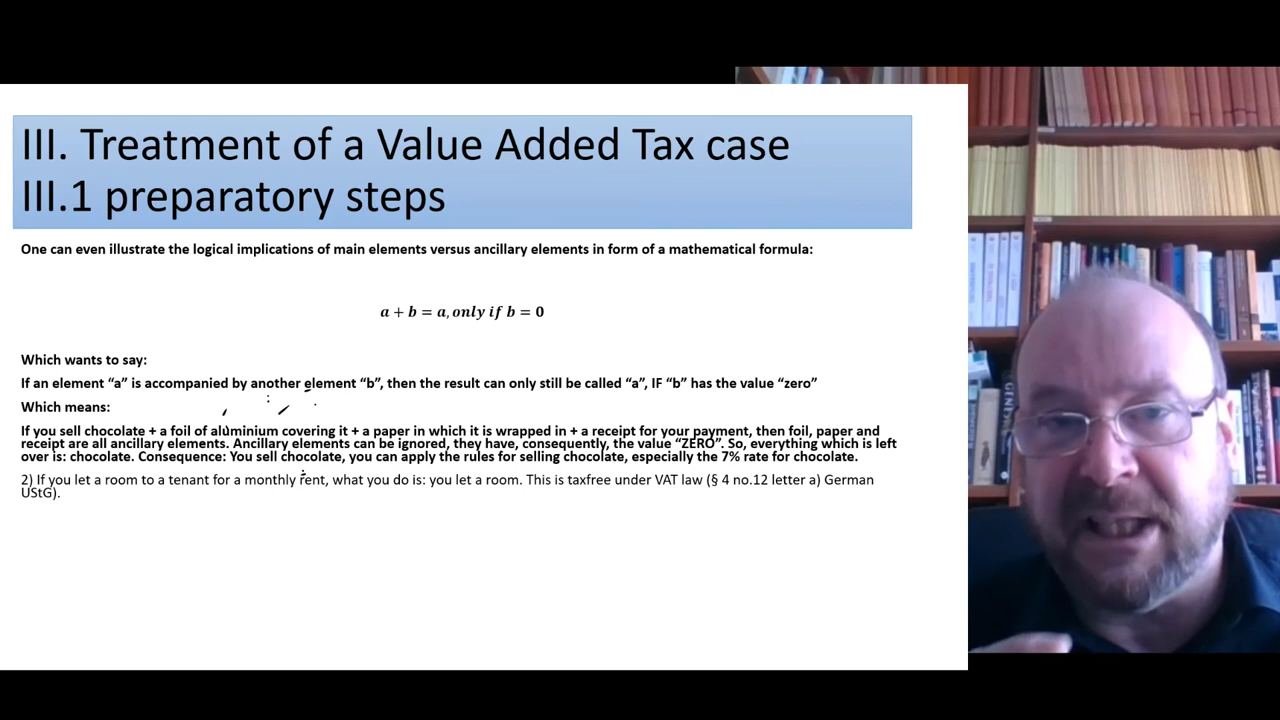 III. Treatment of a Value Added Tax case
III.1 preparatory steps
One can even illustrate the logical implications of main elements versus ancillary elements in form of a mathematical formula:
a + b = a, only if b = 0
Which wants to say:
If an element “a” is accompanied by another element “b”, then the result can only still be called “a”, IF “b” has the value “zero”
Which means:
If you sell chocolate + a foil of aluminium covering it + a paper in which it is wrapped in + a receipt for your payment, then foil, paper and
receipt are all ancillary elements. Ancillary elements can be ignored, they have, consequently, the value “ZERO”. So, everything which is left
over is: chocolate. Consequence: You sell chocolate, you can apply the rules for selling chocolate, especially the 7% rate for chocolate.
2) If you let a room to a tenant for a monthly rent, what you do is: you let a room. This is taxfree under VAT law (§ 4 no.12 letter a) German
UStG).